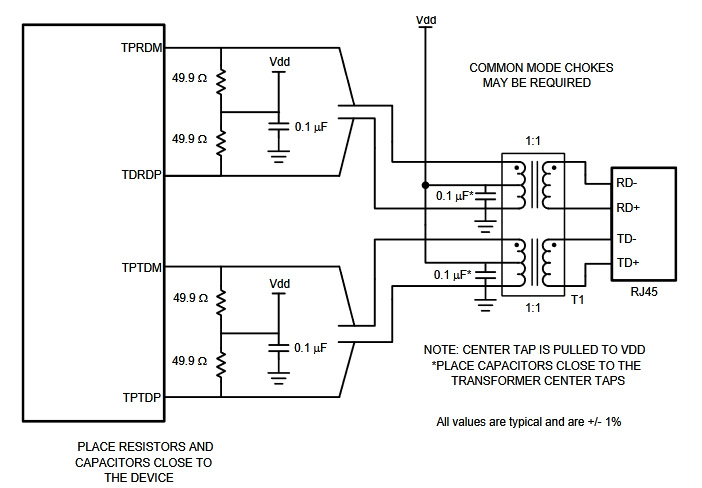 Vdd
TPRDM
COMMON MODE CHOKES
MAY BE REQUIRED
49.9 Ω
Vdd
0.1 µF
49.9 Ω
1:1
TDRDP
RD-
0.1 µF*
RD+
TD-
TPTDM
TD+
0.1 µF*
Vdd
RJ45
49.9 Ω
T1
1:1
0.1 µF
49.9 Ω
NOTE: CENTER TAP IS PULLED TO VDD
*PLACE CAPACITORS CLOSE TO THE
TRANSFORMER CENTER TAPS
TPTDP
All values are typical and are +/- 1%
PLACE RESISTORS AND
CAPACITORS CLOSE TO
THE DEVICE